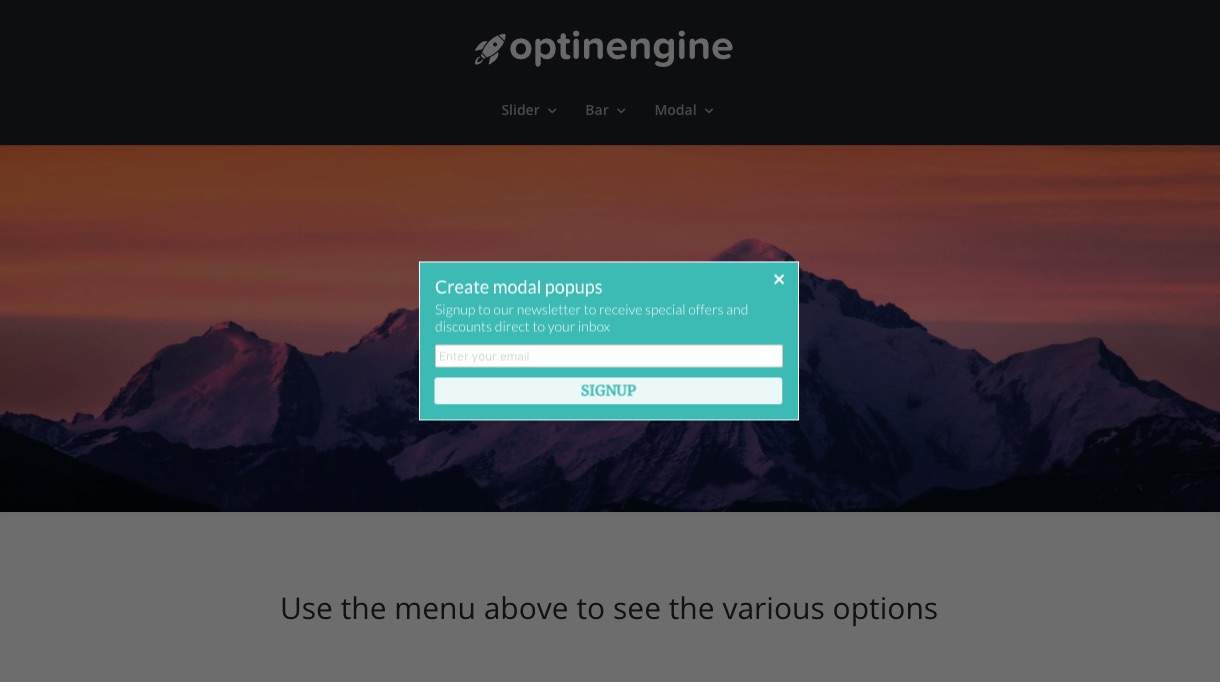 optinengine
Slider Bar Modal
Create modal popups
Signup to our newsletter to receive special offers and
discounts direct to your inbox
Enter your email
SIGNUP
Use the menu above to see the various options